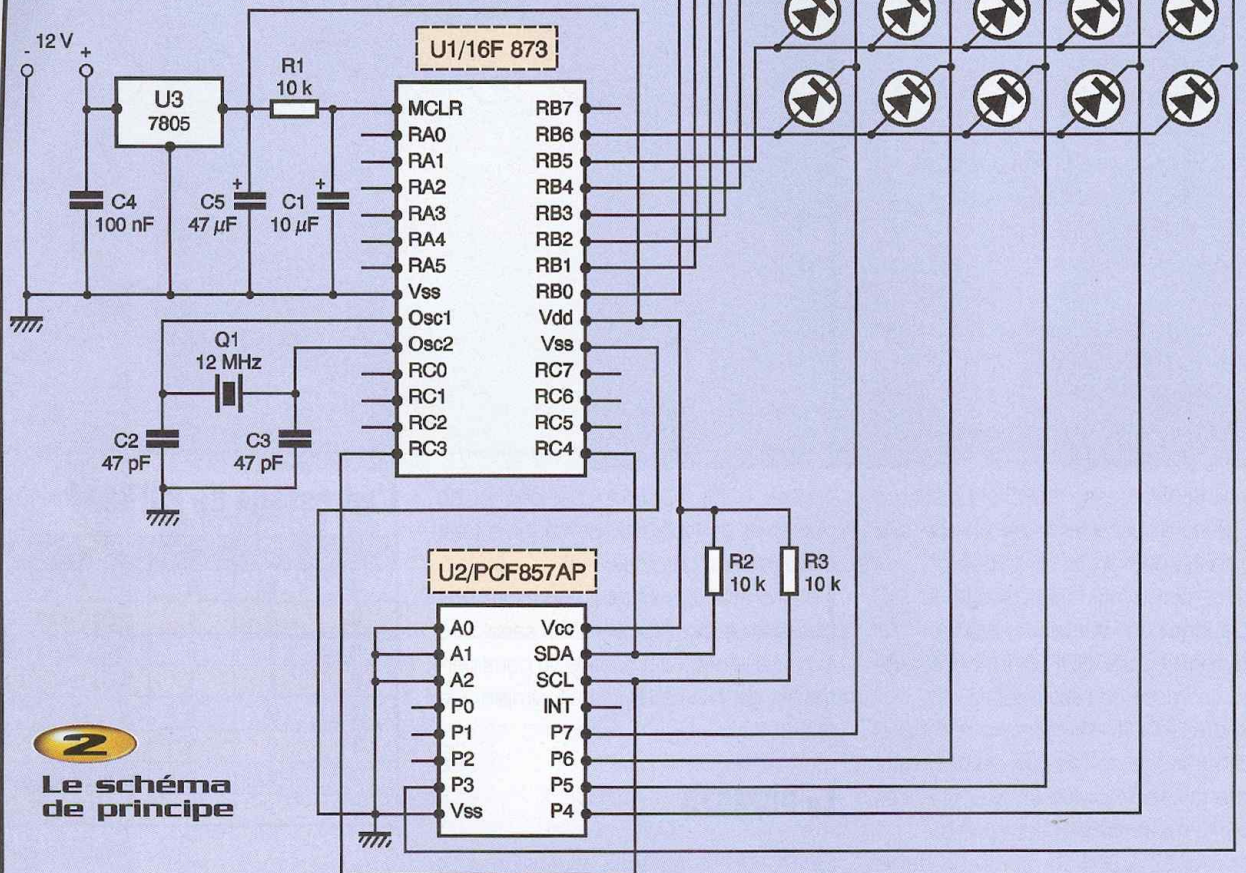 - 12 V +
U1/16F 873
R1
10 k
U3
7805
MCLR
RA0
RA1
RA2
RA3
RA4
RA5
Vss
Osc1
Osc2
RC0
RC1
RC2
RC3
RB7
RB6
RB5
RB4
RB3
RB2
RB1
RB0
Vdd
Vss
RC7
RC6
RC5
RC4
C4
100 nF
+
C5
47 μF
+
C1
10 μF
Q1
12 MHz
C2
47 pF
C3
47 pF
U2/PCF857AP
R2
10 k
R3
10 k
A0
A1
A2
P0
P1
P2
P3
Vss
Vcc
SDA
SCL
INT
P7
P6
P5
P4
2
Le schéma
de principe